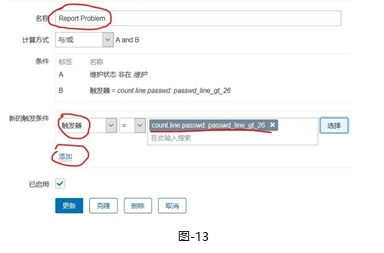 名称 Report Problem
计算方式 与/或 A and B
条件 标签 名称
A 维护状态 非在 维护
B 触发器 = count.line.passwd: passwd_line_gt_26
新的触发条件 触发器 = count.line.passwd: passwd_line_gt_26 选择
在此输入搜索
添加
已启用
更新 克隆 删除 取消
图-13